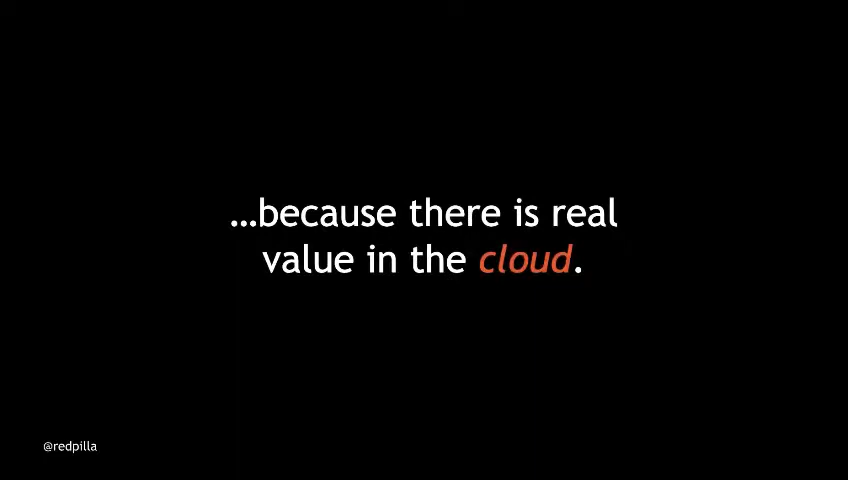 …because there is real
value in the cloud.
@redpilla